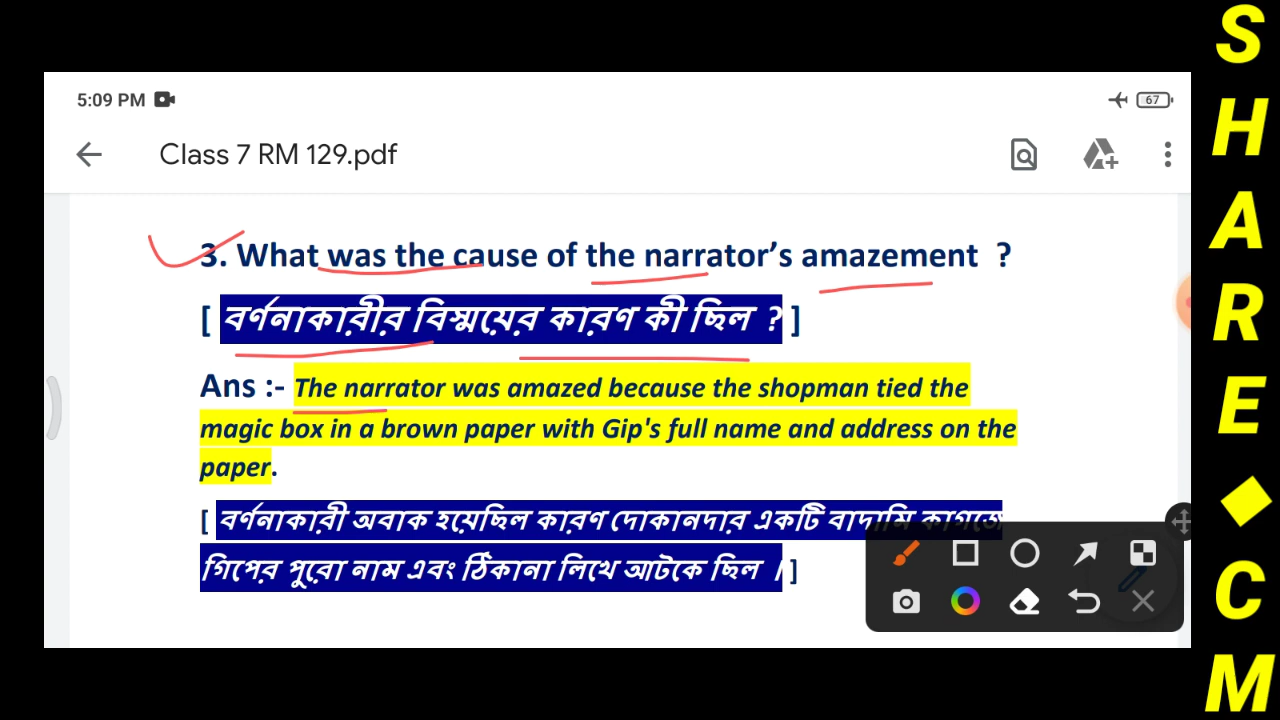 5:09 PM
67
Class 7 RM 129.pdf
3. What was the cause of the narrator’s amazement ?
[ বর্ণনাকারীর বিস্ময়ের কারণ কী ছিল ? ]
Ans :- The narrator was amazed because the shopman tied the
magic box in a brown paper with Gip's full name and address on the
paper.
[ বর্ণনাকারী অবাক হয়েছিল কারণ দোকানদার একটি বাদামি কাগজে
গিপের পুরো নাম এবং ঠিকানা লিখে আটকে ছিল । ]
SHARE◆CM